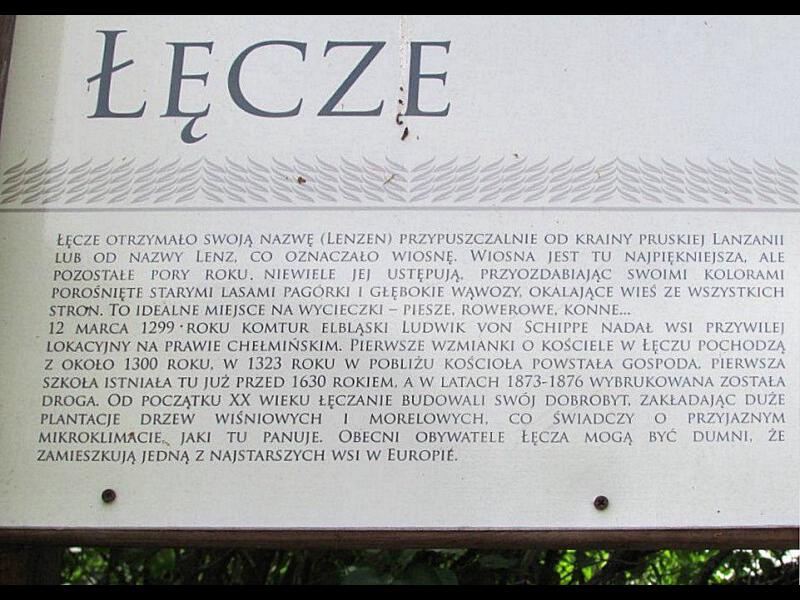 ŁĘCZE
ŁĘCZE OTRZYMAŁO SWOJĄ NAZWĘ (LENZEN) PRZYPUSZCZALNIE OD KRAINY PRUSKIEJ LANZANII
LUB OD NAZWY LENZ, CO OZNACZAŁO WIOSNĘ. WIOSNA JEST TU NAJPIĘKNIEJSZA, ALE
POZOSTAŁE PORY ROKU, NIEWIELE JEJ USTĘPUJĄ, PRZYOZDABIAJĄC SWOIMI KOLORAMI
POROŚNIĘTE STARYMI LASAMI PAGÓRKI I GŁĘBOKIE WĄWOZY, OKALAJĄCE WIEŚ ZE WSZYSTKICH
STRON. TO IDEALNE MIEJSCE NA WYCIECZKI – PIESZE, ROWEROWE, KONNE...
12 MARCA 1299 ROKU KOMTUR ELBLĄSKI LUDWIK VON SCHIPPE NADAŁ WSI PRZYWILEJ
LOKACYJNY NA PRAWIE CHEŁMIŃSKIM. PIERWSZE WZMIANKI O KOŚCIELE W ŁĘCZU POCHODZĄ
Z OKOŁO 1300 ROKU, W 1323 ROKU W POBLIŻU KOŚCIOŁA POWSTAŁA GOSPODA. PIERWSZA
SZKOŁA ISTNIAŁA TU JUŻ PRZED 1630 ROKIEM, A W LATACH 1873-1876 WYBRUKOWANA ZOSTAŁA
DROGA. OD POCZĄTKU XX WIEKU ŁĘCZANIE BUDOWALI SWÓJ DOBROBYT, ZAKŁADAJĄC DUŻE
PLANTACJE DRZEW WIŚNIOWYCH I MORELOWYCH, CO ŚWIADCZY O PRZYJAZNYM
MIKROKLIMACIE, JAKI TU PANUJE. OBECNI OBYWATELE ŁĘCZA MOGĄ BYĆ DUMNI, ŻE
ZAMIESZKUJĄ JEDNĄ Z NAJSTARSZYCH WSI W EUROPIE.